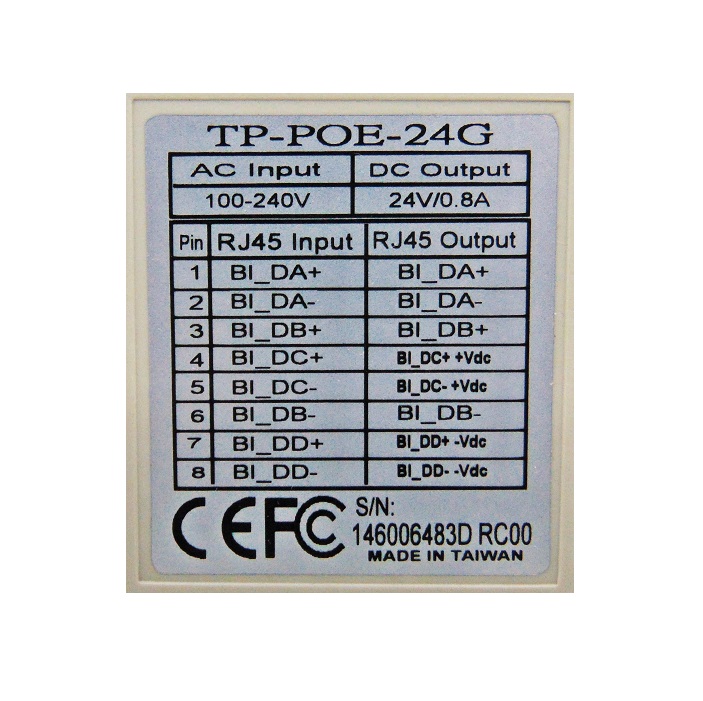 TP-POE-24G
AC Input DC Output
100-240V 24V/0.8A
Pin RJ45 Input RJ45 Output
1 BI_DA+ BI_DA+
2 BI_DA- BI_DA-
3 BI_DB+ BI_DB+
4 BI_DC+ BI_DC+ +Vdc
5 BI_DC- BI_DC- +Vdc
6 BI_DB- BI_DB-
7 BI_DD+ BI_DD+ -Vdc
8 BI_DD- BI_DD- -Vdc
CE FC S/N:
146006483D RC00
MADE IN TAIWAN